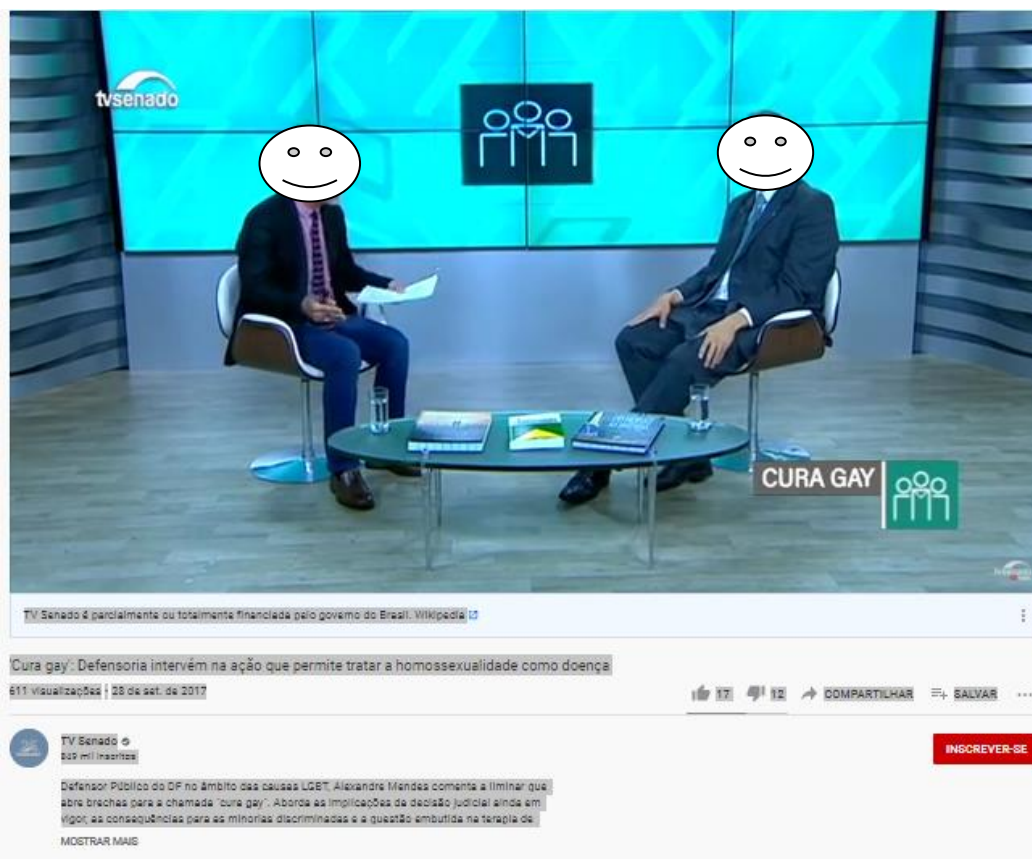 tvsenado
CURA GAY
TV Senado é parcialmente ou totalmente financiada pelo governo do Brasil. Wikipedia
'Cura gay': Defensoria intervém na ação que permite tratar a homossexualidade como doença
611 visualizações • 28 de set. de 2017
17 12 COMPARTILHAR SALVAR
TV Senado
mil inscritos
INSCREVER-SE
Defensor Público do DF no âmbito das causas LGBT, Alexandre Mendes comenta a liminar que
abre brechas para a chamada "cura gay". Aborda as implicações da decisão judicial ainda em
vigor, as consequências para as minorias discriminadas e a questão embutida na terapia de
MOSTRAR MAIS